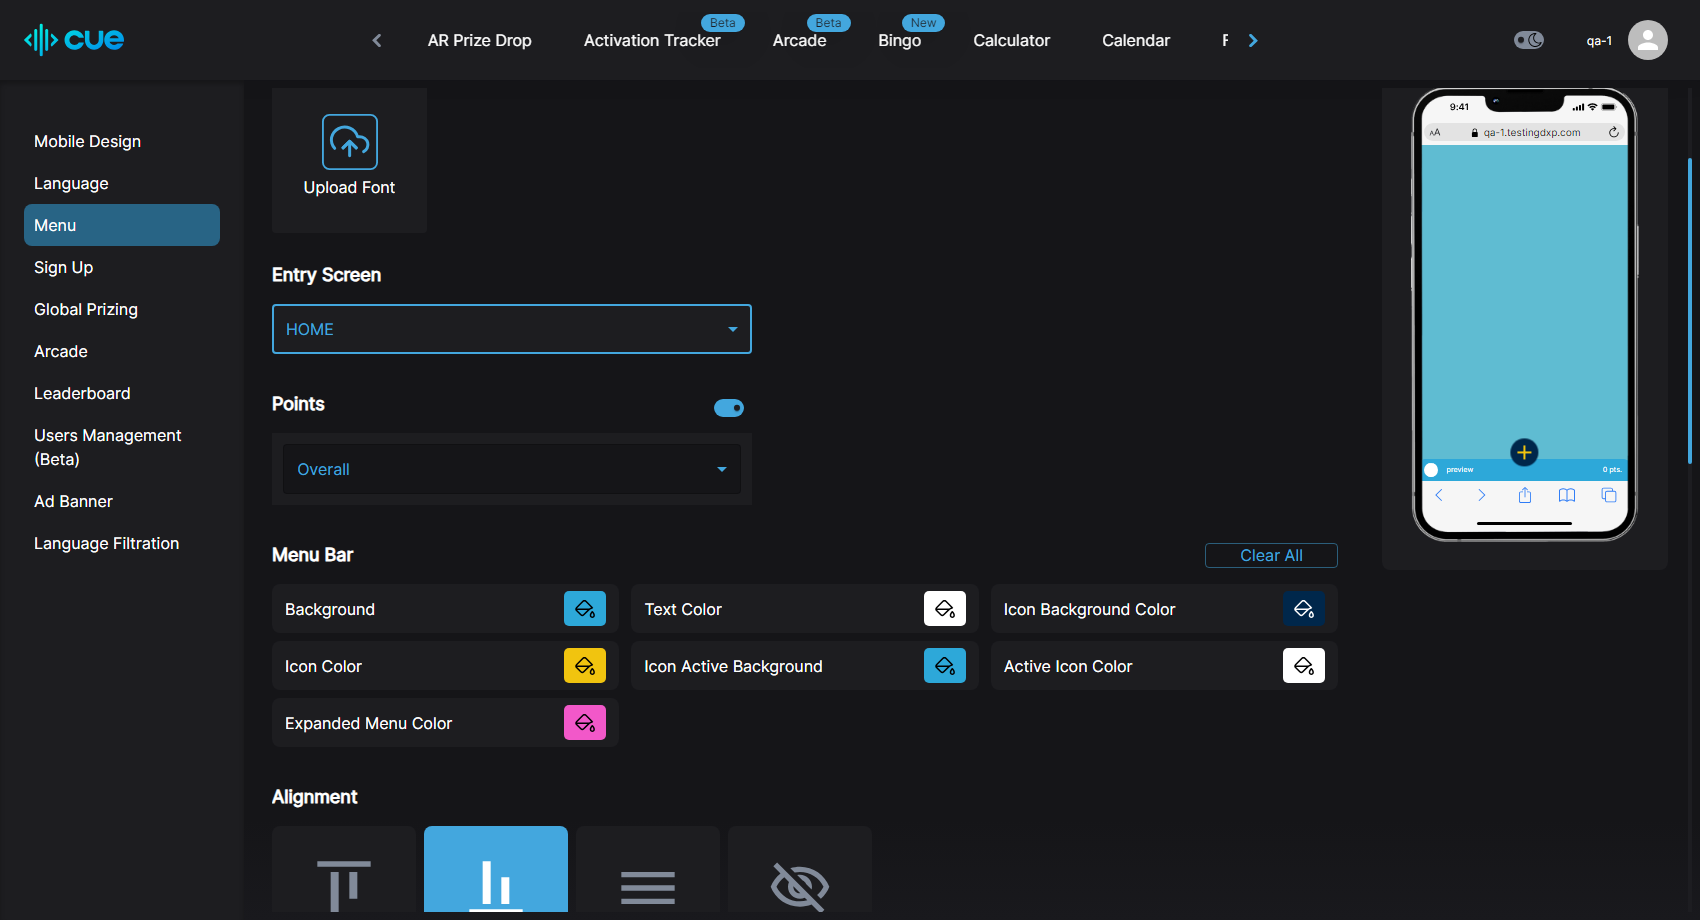 cue
AR Prize Drop
Activation Tracker
Beta
Arcade
Beta
Bingo
New
Calculator
Calendar
qa-1
Mobile Design
Language
Menu
Sign Up
Global Prizing
Arcade
Leaderboard
Users Management
(Beta)
Ad Banner
Language Filtration
Upload Font
Entry Screen
HOME
Points
Overall
Menu Bar
Clear All
Background
Text Color
Icon Background Color
Icon Color
Icon Active Background
Active Icon Color
Expanded Menu Color
Alignment
9:41
AA
qa-1.testingdxp.com
preview
0 pts.